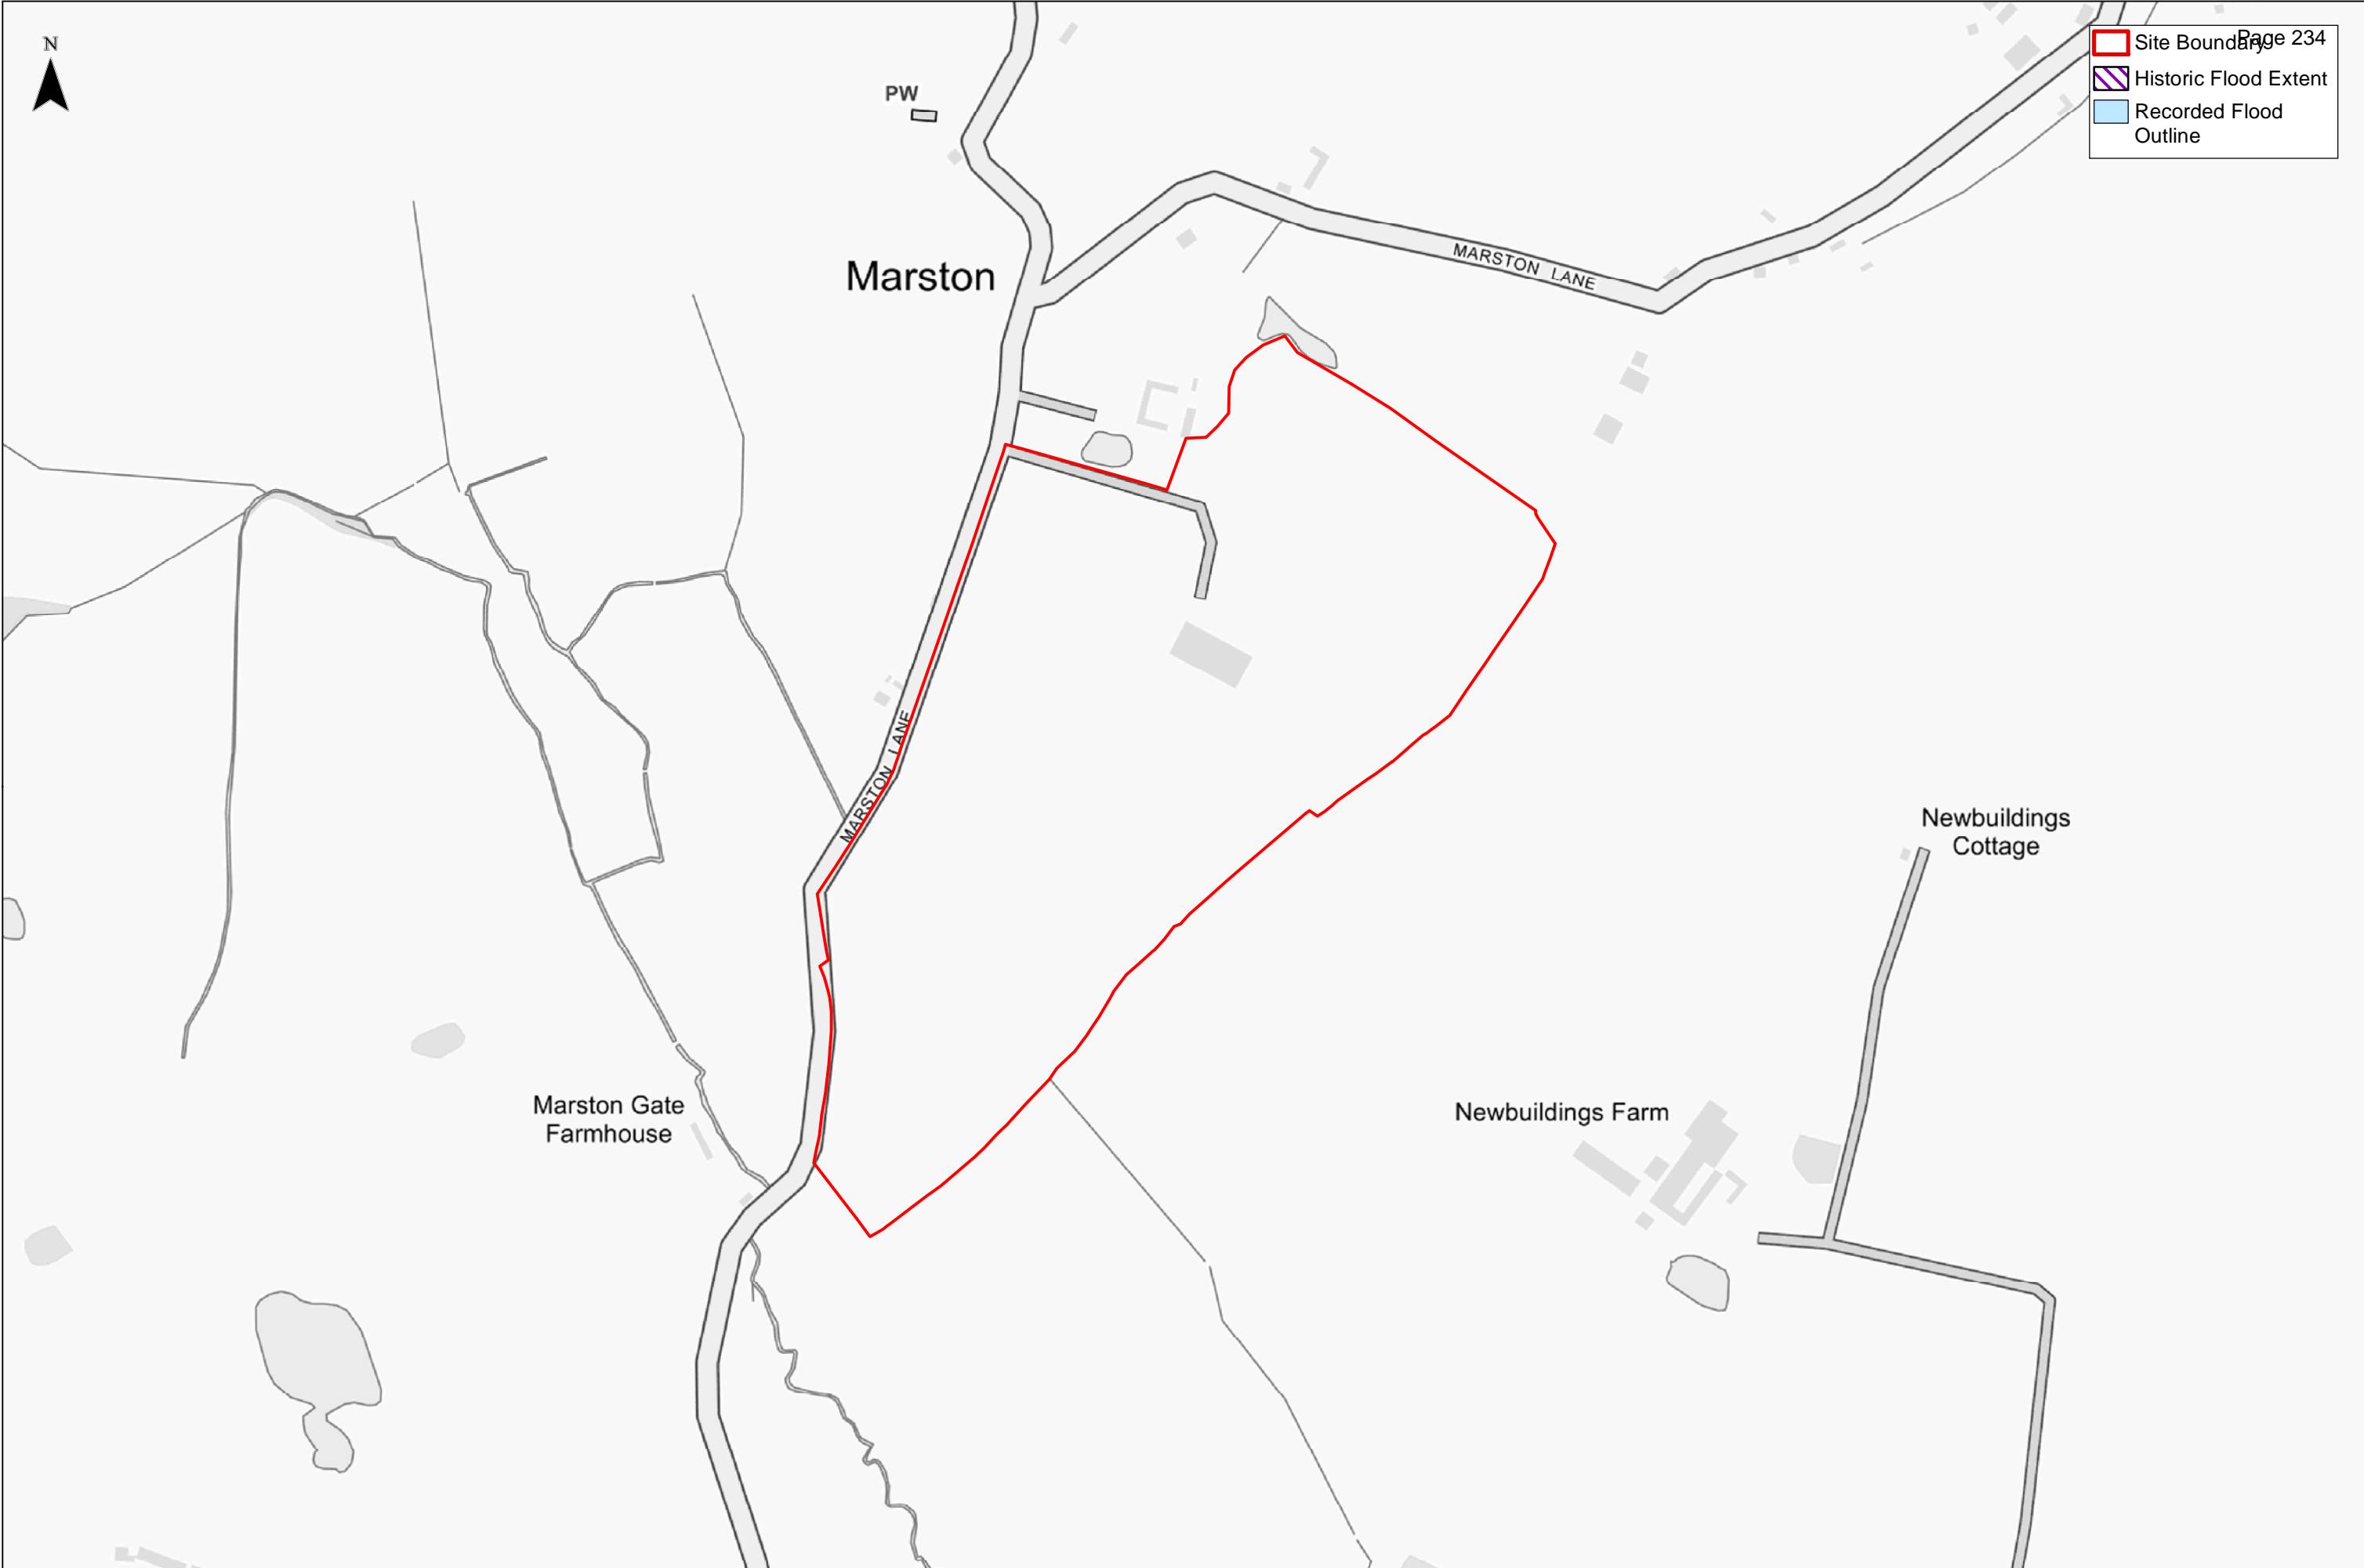 N
Page 234
Site Boundary
Historic Flood Extent
Recorded Flood
Outline
PW
Marston
MARSTON LANE
MARSTON LANE
Newbuildings
Cottage
Marston Gate
Farmhouse
Newbuildings Farm